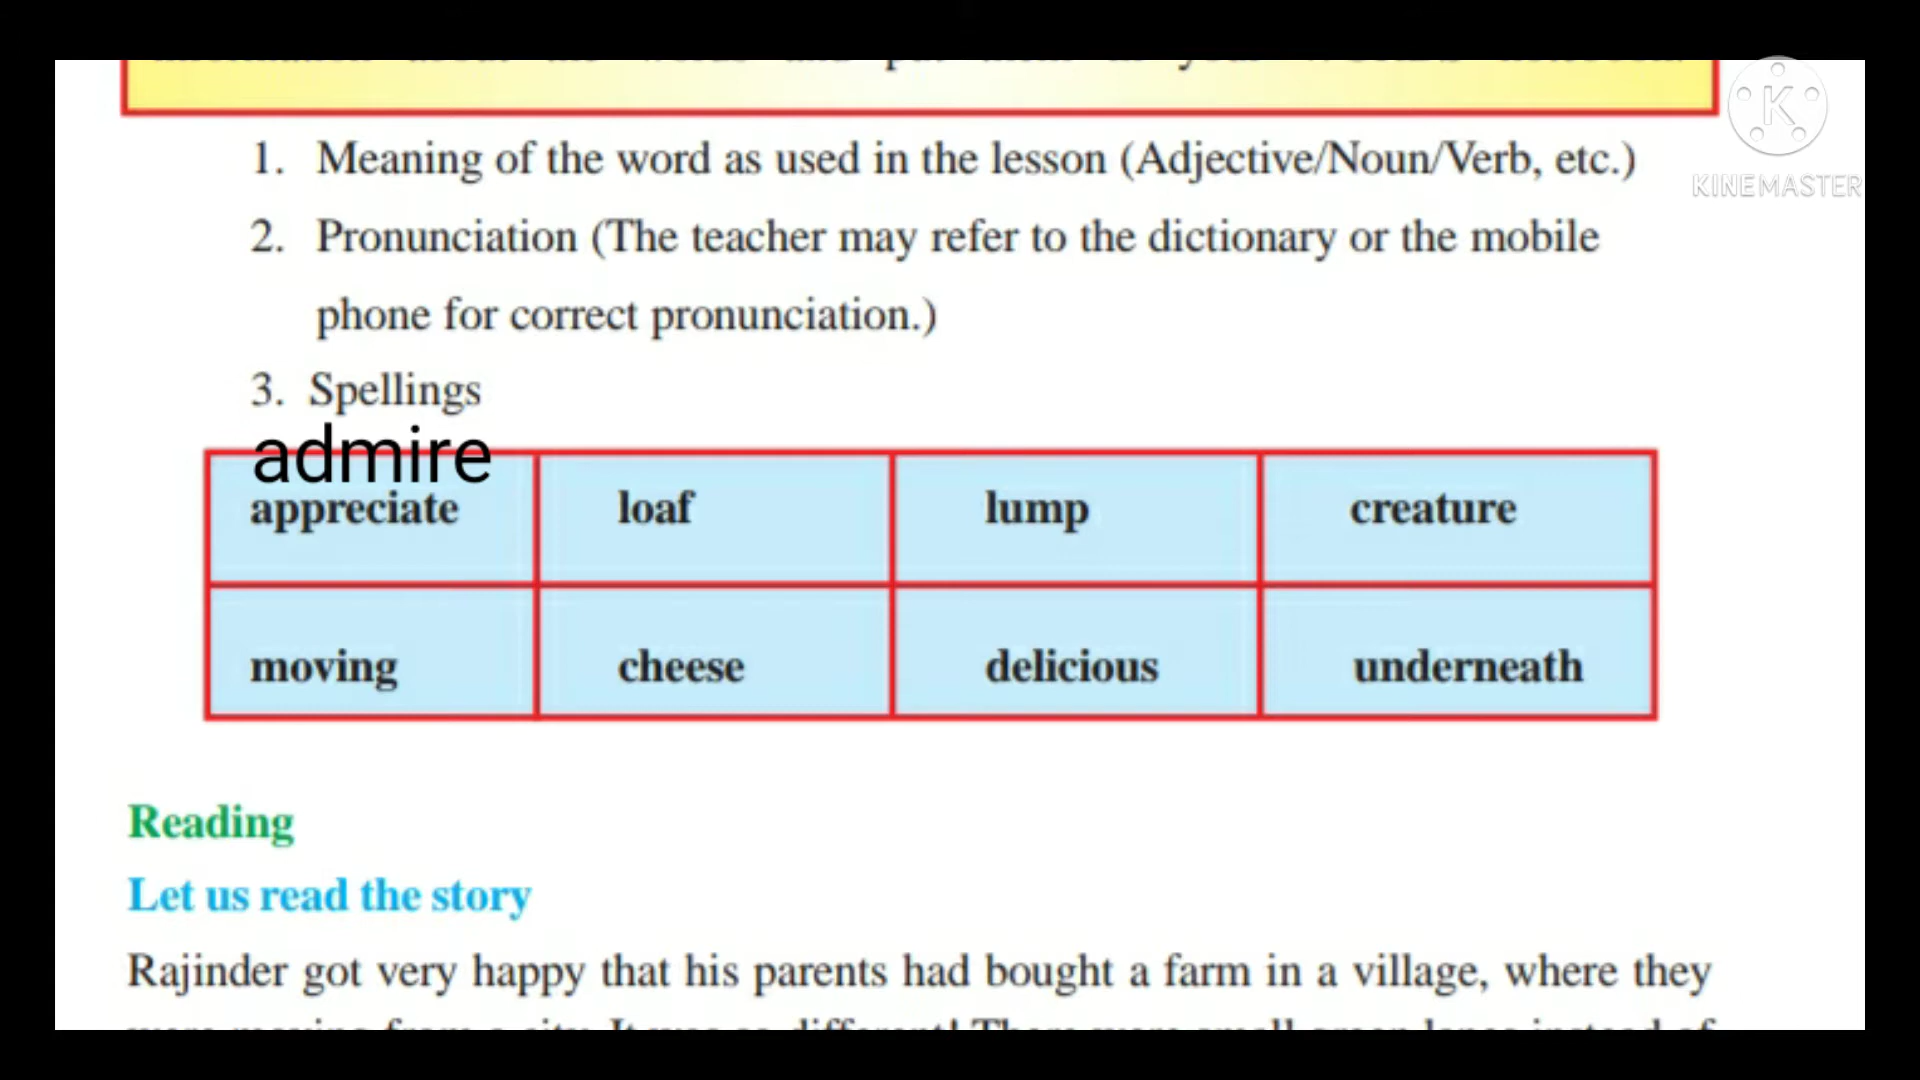 1. Meaning of the word as used in the lesson (Adjective/Noun/Verb, etc.)
KINEMASTER
2. Pronunciation (The teacher may refer to the dictionary or the mobile
phone for correct pronunciation.)
3. Spellings
admire
appreciate loaf lump creature
moving cheese delicious underneath
Reading
Let us read the story
Rajinder got very happy that his parents had bought a farm in a village, where they